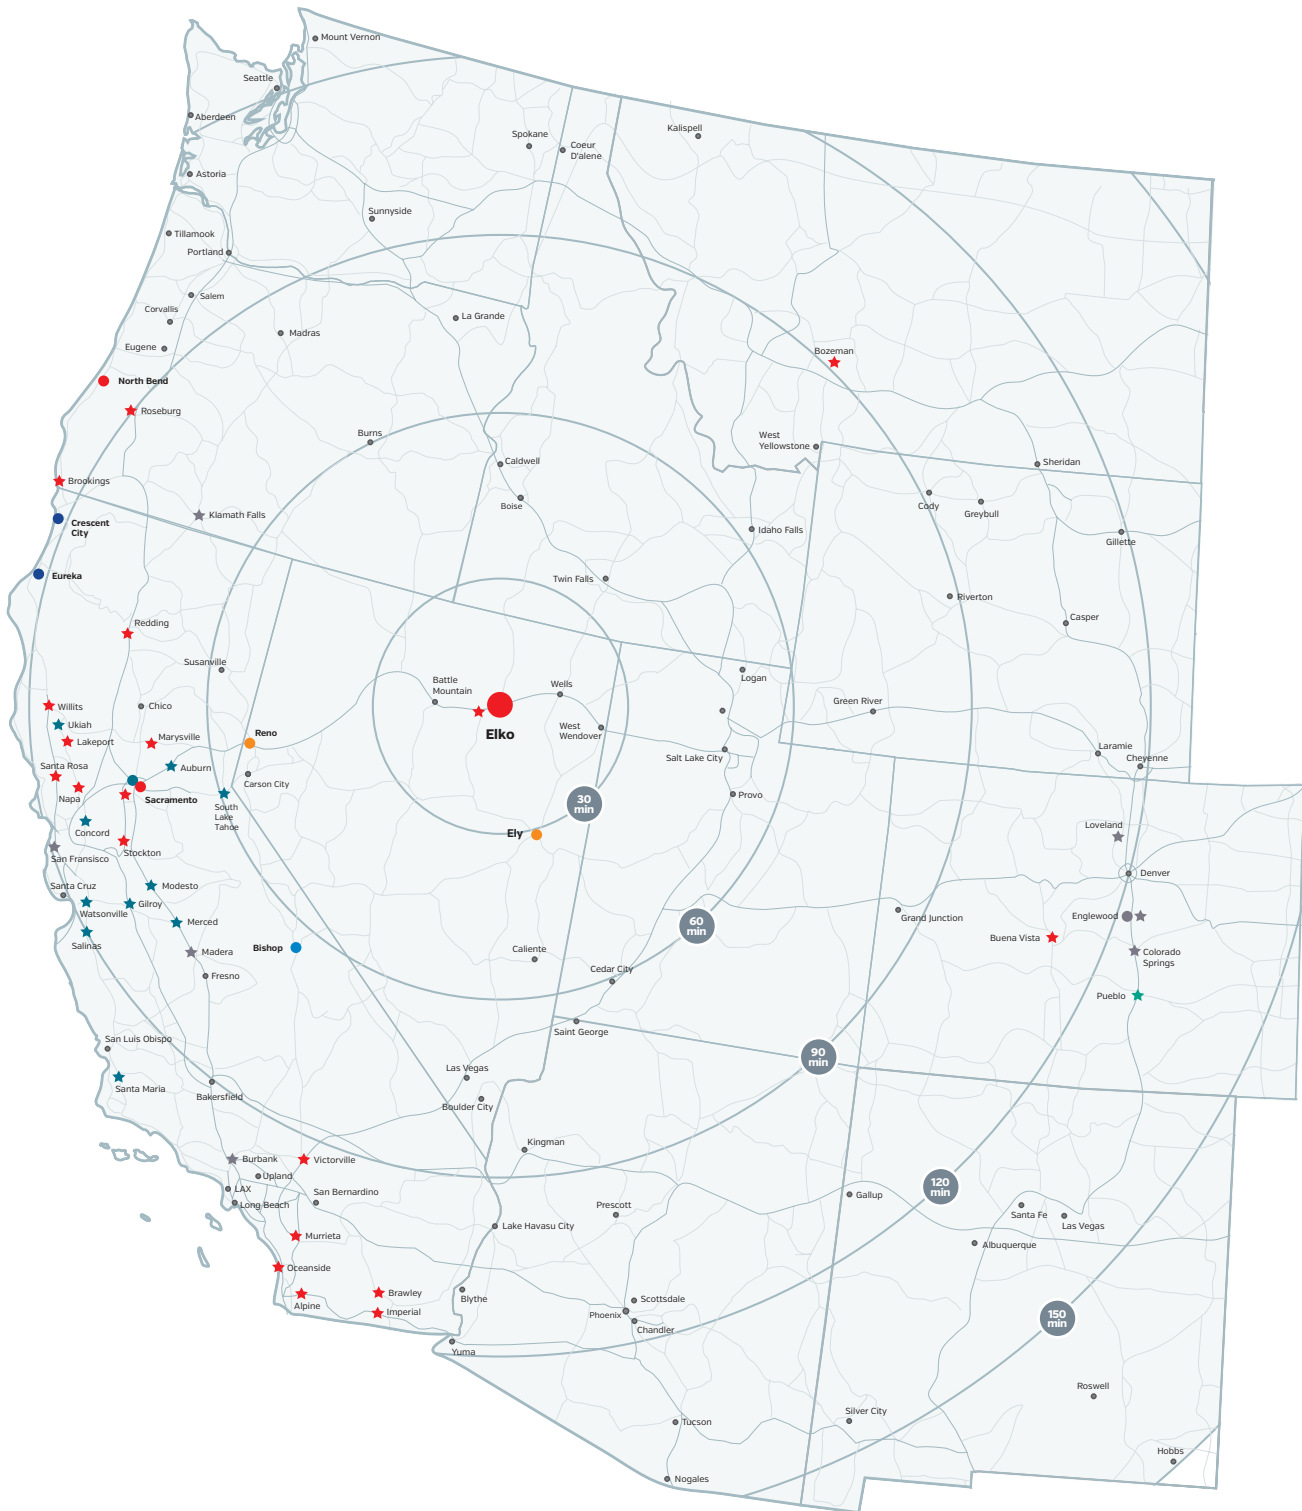 Mount Vernon
Seattle
Aberdeen
Spokane
Coeur
D'alene
Kalispell
Astoria
Sunnyside
Tillamook
Portland
Salem
Corvallis
La Grande
Madras
Eugene
Bozeman
North Bend
Roseburg
Burns
West
Yellowstone
Caldwell
Sheridan
Brookings
Boise
Cody
Greybull
Klamath Falls
Crescent
City
Idaho Falls
Gillette
Eureka
Twin Falls
Riverton
Casper
Redding
Susanville
Logan
Battle
Mountain
Wells
Green River
Willits
Chico
Ukiah
West
Wendover
Elko
Reno
Marysville
Lakeport
Laramie
Cheyenne
Salt Lake City
Santa Rosa
Auburn
Carson City
Provo
Napa
Sacramento
South
Lake
Tahoe
30
min
Concord
Loveland
Ely
Stockton
San Fransisco
Denver
Santa Cruz
Modesto
Watsonville
Gilroy
Merced
60
min
Grand Junction
Englewood
Salinas
Buena Vista
Bishop
Madera
Caliente
Colorado
Springs
Fresno
Cedar City
Pueblo
Saint George
San Luis Obispo
90
min
Las Vegas
Santa Maria
Bakersfield
Boulder City
Kingman
Burbank
Victorville
Upland
LAX
San Bernardino
Long Beach
120
min
Gallup
Prescott
Santa Fe
Las Vegas
Lake Havasu City
Murrieta
Albuquerque
Oceanside
Alpine
Brawley
Imperial
Blythe
Scottsdale
Phoenix
Chandler
150
min
Yuma
Roswell
Silver City
Tucson
Hobbs
Nogales